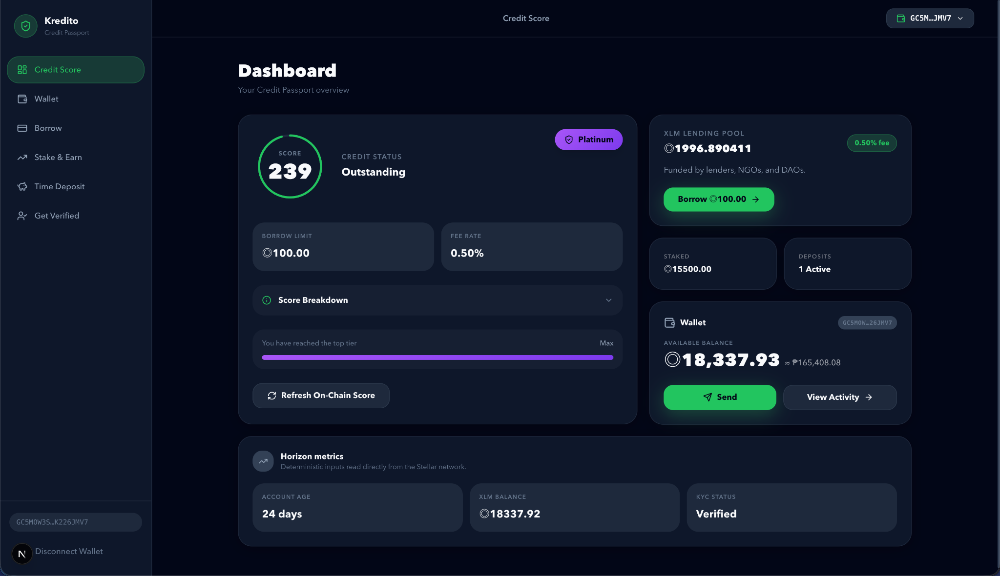 Kredito
Credit Passport
Credit Score
Wallet
Borrow
Stake & Earn
Time Deposit
Get Verified
GC5MOW3S…K226JMV7
N
Disconnect Wallet
Credit Score
GC5M…JMV7
Dashboard
Your Credit Passport overview
SCORE
239
CREDIT STATUS
Outstanding
Platinum
BORROW LIMIT
◎100.00
FEE RATE
0.50%
Score Breakdown
You have reached the top tier
Max
Refresh On-Chain Score
XLM LENDING POOL
◎1996.890411
0.50% fee
Funded by lenders, NGOs, and DAOs.
Borrow ◎100.00 →
STAKED
◎15500.00
DEPOSITS
1 Active
Wallet
GC5MOW…26JMV7
AVAILABLE BALANCE
◎18,337.93 ≈ ₱165,408.08
Send
View Activity →
Horizon metrics
Deterministic inputs read directly from the Stellar network.
ACCOUNT AGE
24 days
XLM BALANCE
◎18337.92
KYC STATUS
Verified